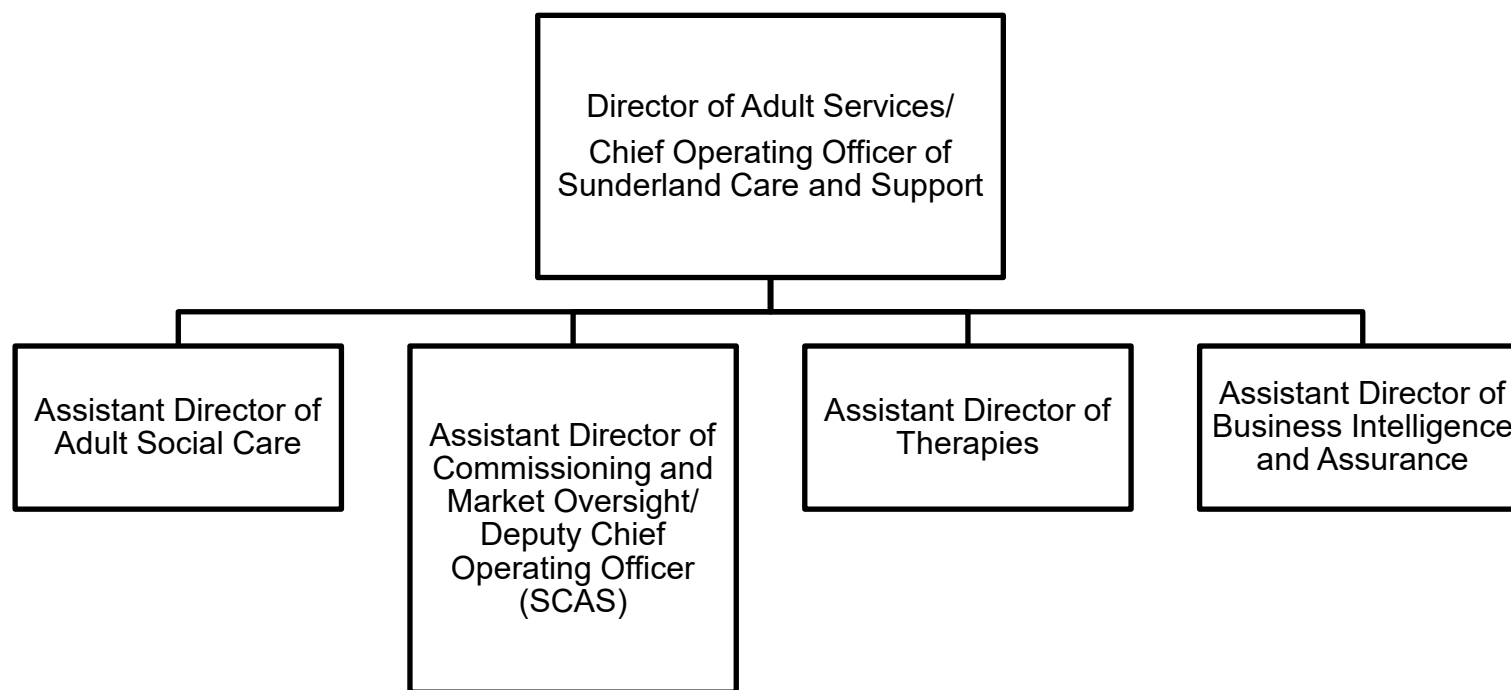 Director of Adult Services/
Chief Operating Officer of
Sunderland Care and Support
Assistant Director of
Adult Social Care
Assistant Director of
Commissioning and
Market Oversight/
Deputy Chief
Operating Officer
(SCAS)
Assistant Director of
Therapies
Assistant Director of
Business Intelligence
and Assurance